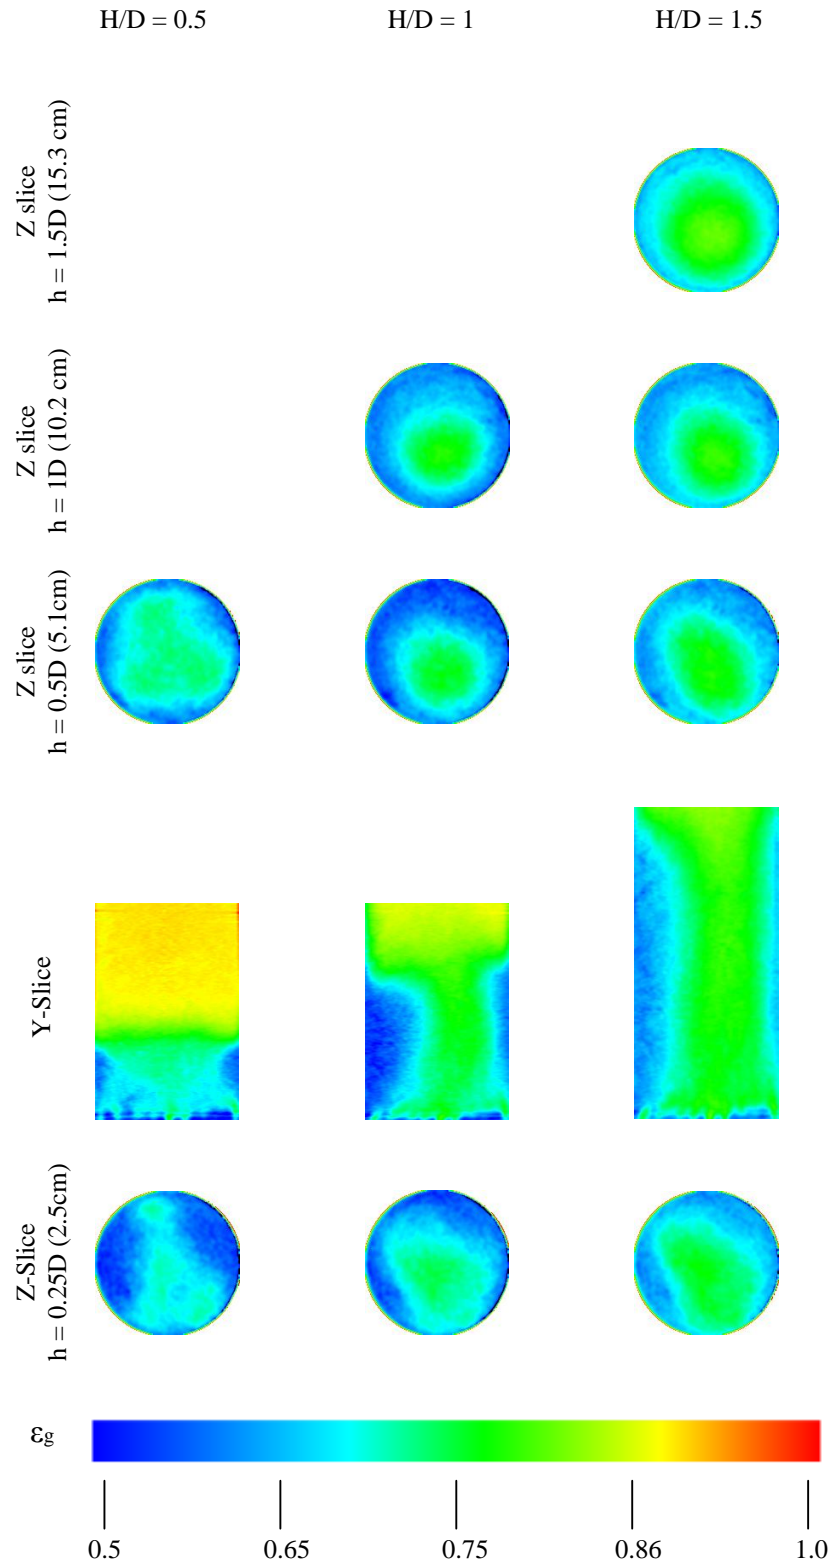 H/D = 0.5
H/D = 1
H/D = 1.5
Z slice
h = 1.5D (15.3 cm)
Z slice
h = 1D (10.2 cm)
Z slice
h = 0.5D (5.1cm)
Y-Slice
Z-Slice
h = 0.25D (2.5cm)
εg
0.5
0.65
0.75
0.86
1.0